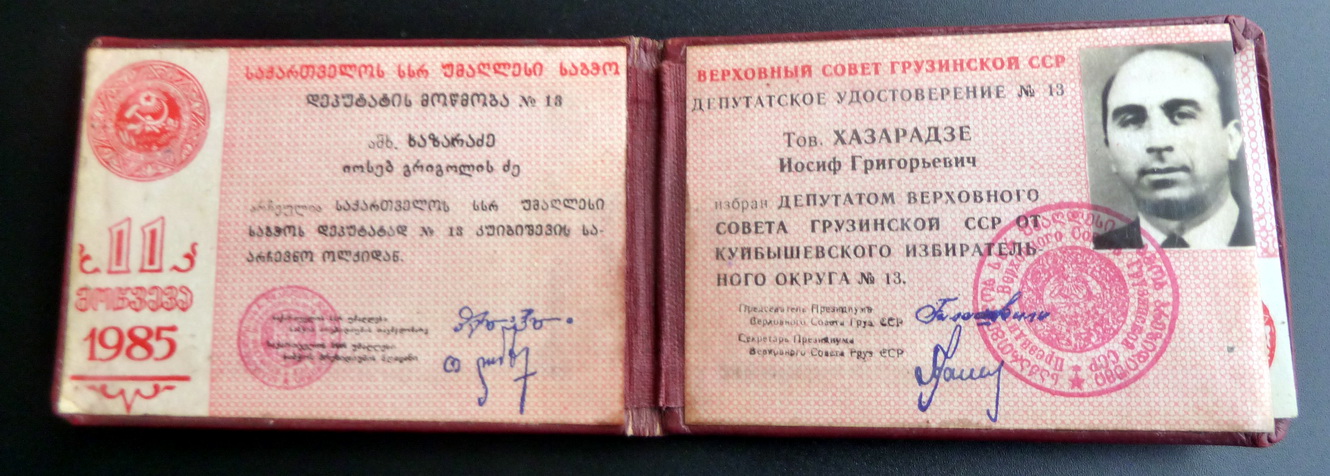 საქართველოს სსრ უმაღლესი საბჭო
დეპუტატის მოწმობა № 13
ამხ. ხაზარაძე
იოსებ გრიგოლის ძე
არჩეულია საქართველოს სსრ უმაღლესი
საბჭოს დეპუტატად № 13 კუიბიშევის სა-
არჩევნო ოლქიდან.
11
მოწვევა
1985
ВЕРХОВНЫЙ СОВЕТ ГРУЗИНСКОЙ ССР
ДЕПУТАТСКОЕ УДОСТОВЕРЕНИЕ № 13
Тов. ХАЗАРАДЗЕ
Иосиф Григорьевич
избран ДЕПУТАТОМ ВЕРХОВНОГО
СОВЕТА ГРУЗИНСКОЙ ССР ОТ
КУЙБЫШЕВСКОГО ИЗБИРАТЕЛЬ-
НОГО ОКРУГА № 13.
Председатель Президиума
Верховного Совета Груз. ССР
Секретарь Президиума
Верховного Совета Груз. ССР